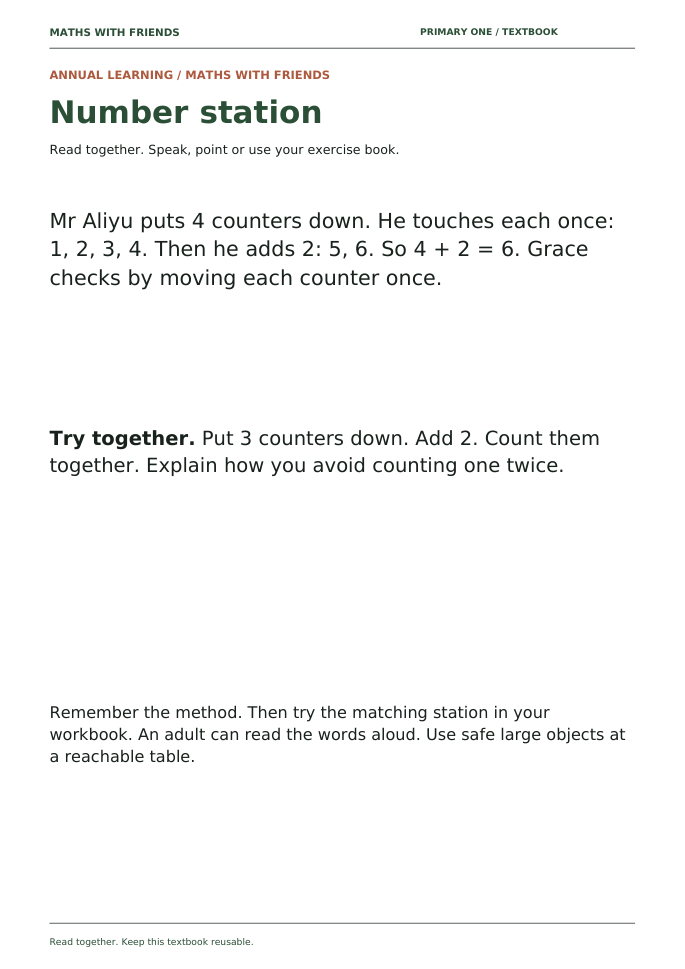 MATHS WITH FRIENDS
PRIMARY ONE / TEXTBOOK
ANNUAL LEARNING / MATHS WITH FRIENDS
Number station
Read together. Speak, point or use your exercise book.
Mr Aliyu puts 4 counters down. He touches each once:
1, 2, 3, 4. Then he adds 2: 5, 6. So 4 + 2 = 6. Grace
checks by moving each counter once.
Try together. Put 3 counters down. Add 2. Count them
together. Explain how you avoid counting one twice.
Remember the method. Then try the matching station in your
workbook. An adult can read the words aloud. Use safe large objects at
a reachable table.
Read together. Keep this textbook reusable.